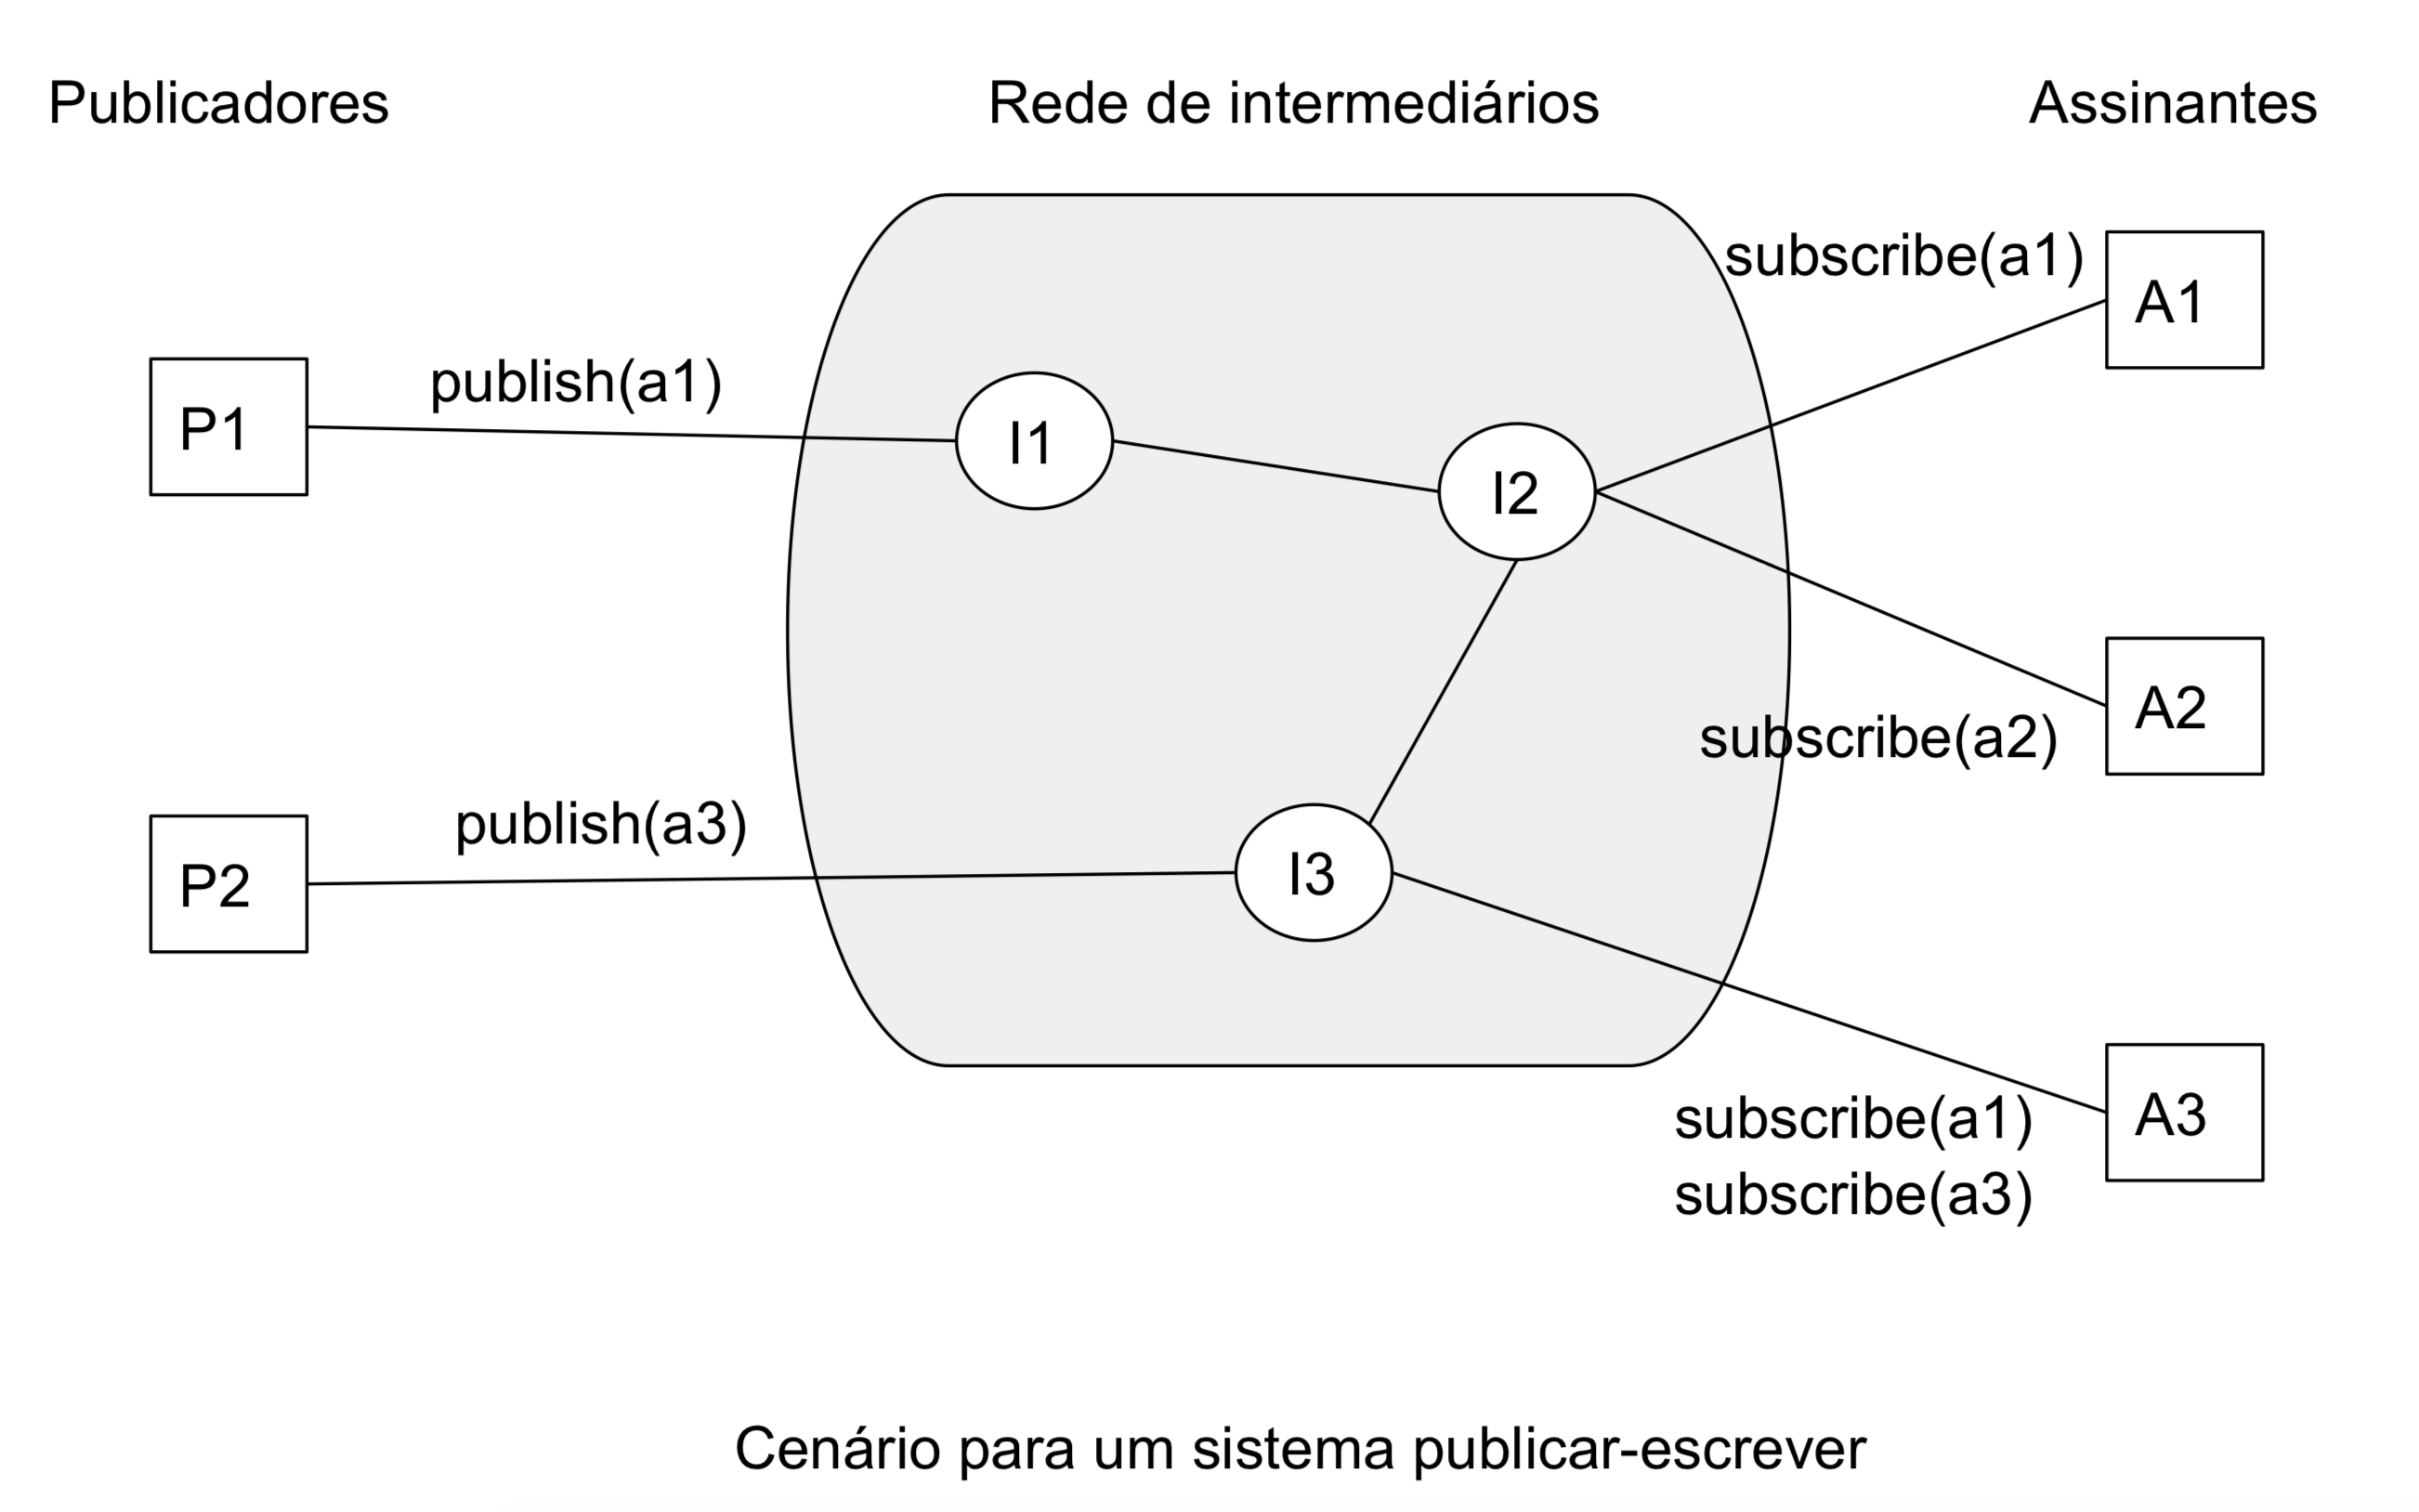 Publicadores
Rede de intermediários
Assinantes
subscribe(a1)
A1
publish(a1)
P1
I1
I2
A2
subscribe(a2)
publish(a3)
P2
I3
subscribe(a1)
A3
subscribe(a3)
Cenário para um sistema publicar-escrever